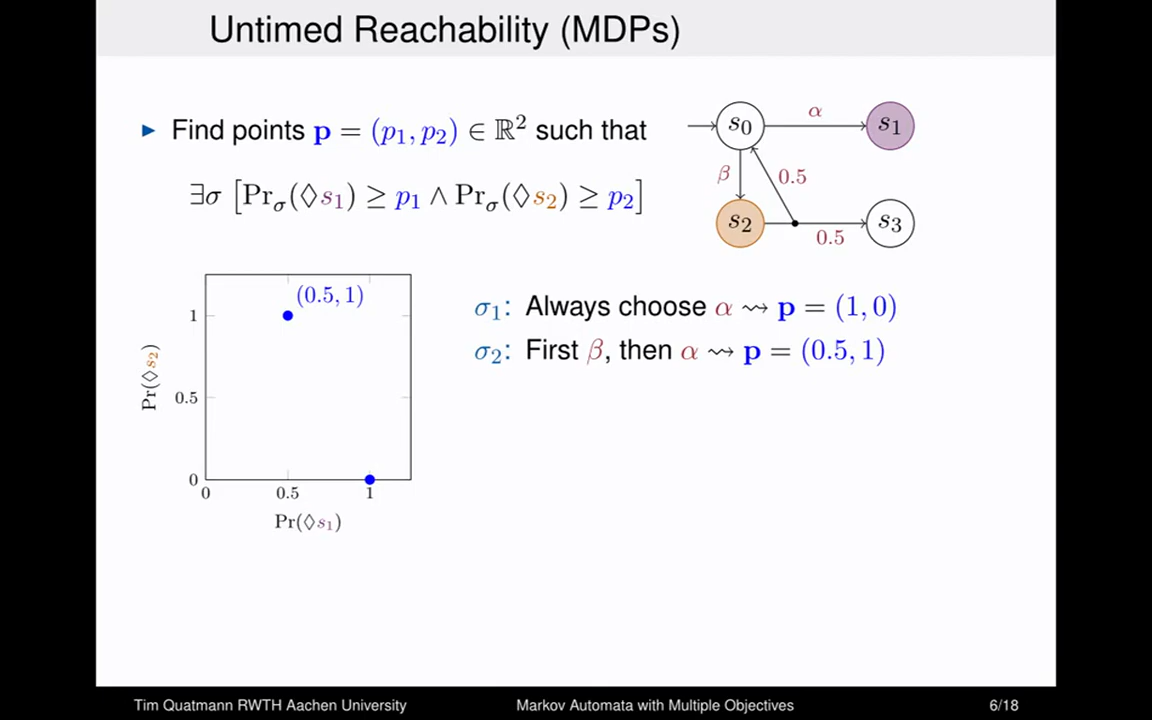 Untimed Reachability (MDPs)
► Find points p = (p₁, p₂) ∈ ℝ² such that
∃σ [Prσ(◊s₁) ≥ p₁ ∧ Prσ(◊s₂) ≥ p₂]
s₀
α
s₁
β
0.5
s₂
0.5
s₃
(0.5, 1)
1
0.5
0
0
0.5
1
Pr(◊s₂)
Pr(◊s₁)
σ₁: Always choose α ⇝ p = (1, 0)
σ₂: First β, then α ⇝ p = (0.5, 1)
Tim Quatmann RWTH Aachen University
Markov Automata with Multiple Objectives
6/18